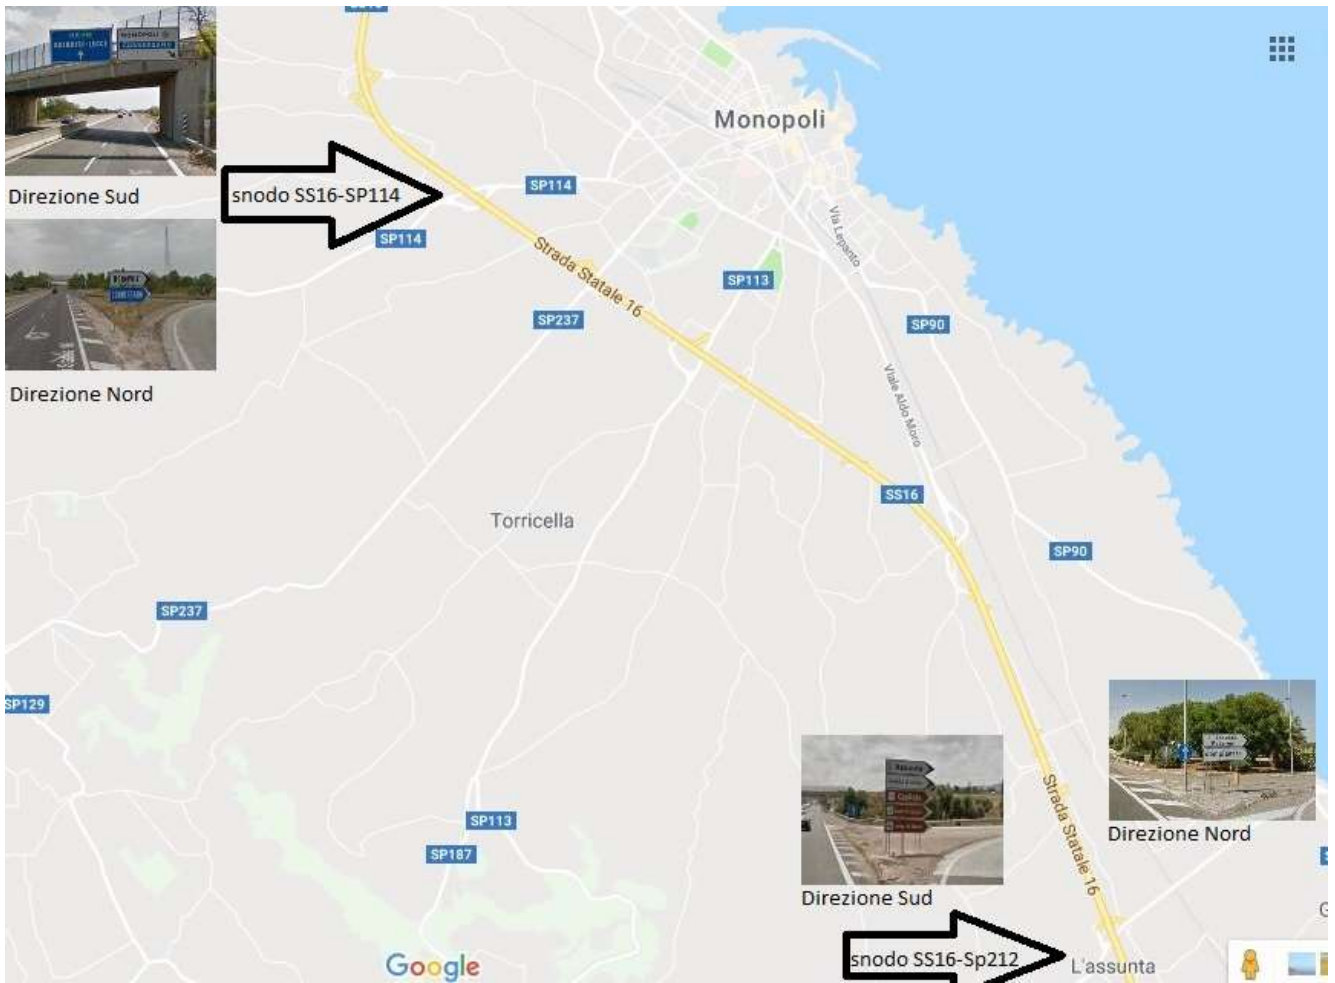 MONOPOLI
Direzione Sud
snodo SS16-SP114
Direzione Nord
Monopoli
SP114
SP114
Via Lepanto
Strada Statale 16
SP113
SP237
SP90
Viale Aldo Moro
SS16
Torricella
SP90
SP237
SP129
Strada Statale 16
Direzione Nord
SP113
SP187
Direzione Sud
snodo SS16-Sp212
L'assunta
Google